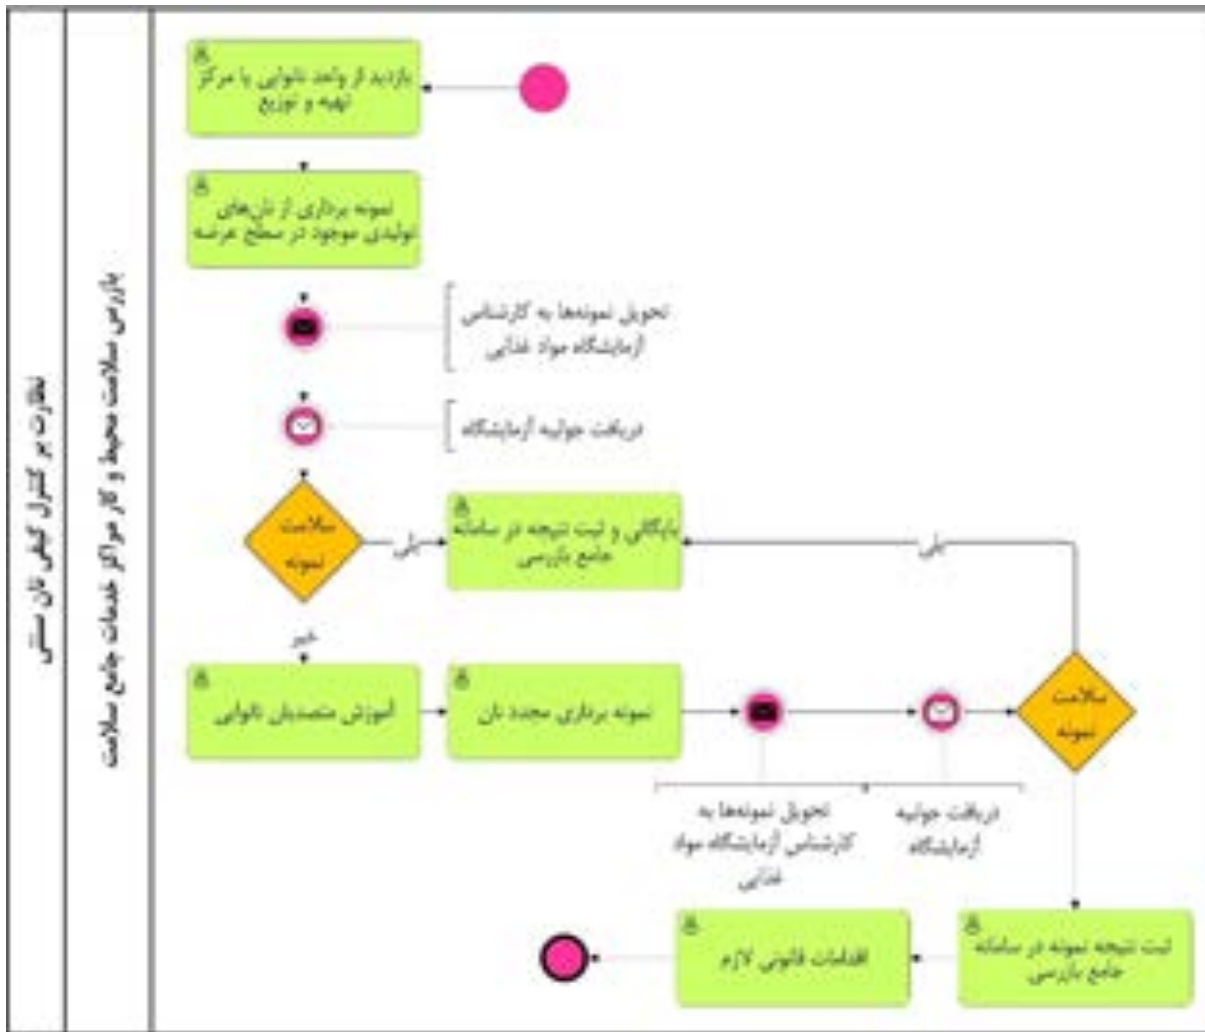 نظارت بر کنترل کیفی نان سنتی
بازرس سلامت محیط و کار مراکز خدمات جامع سلامت
بازدید از واحد نانوایی یا مرکز
تهیه و توزیع
نمونه برداری از نان‌های
تولیدی موجود در سطح عرضه
تحویل نمونه‌ها به کارشناس
آزمایشگاه مواد غذایی
دریافت جوابیه آزمایشگاه
سلامت
نمونه
بلی
بایگانی و ثبت نتیجه در سامانه
جامع بازرسی
بلی
خیر
آموزش متصدیان نانوایی
نمونه برداری مجدد نان
سلامت
نمونه
تحویل نمونه‌ها به
کارشناس آزمایشگاه مواد
غذایی
دریافت جوابیه
آزمایشگاه
ثبت نتیجه نمونه در سامانه
جامع بازرسی
اقدامات قانونی لازم